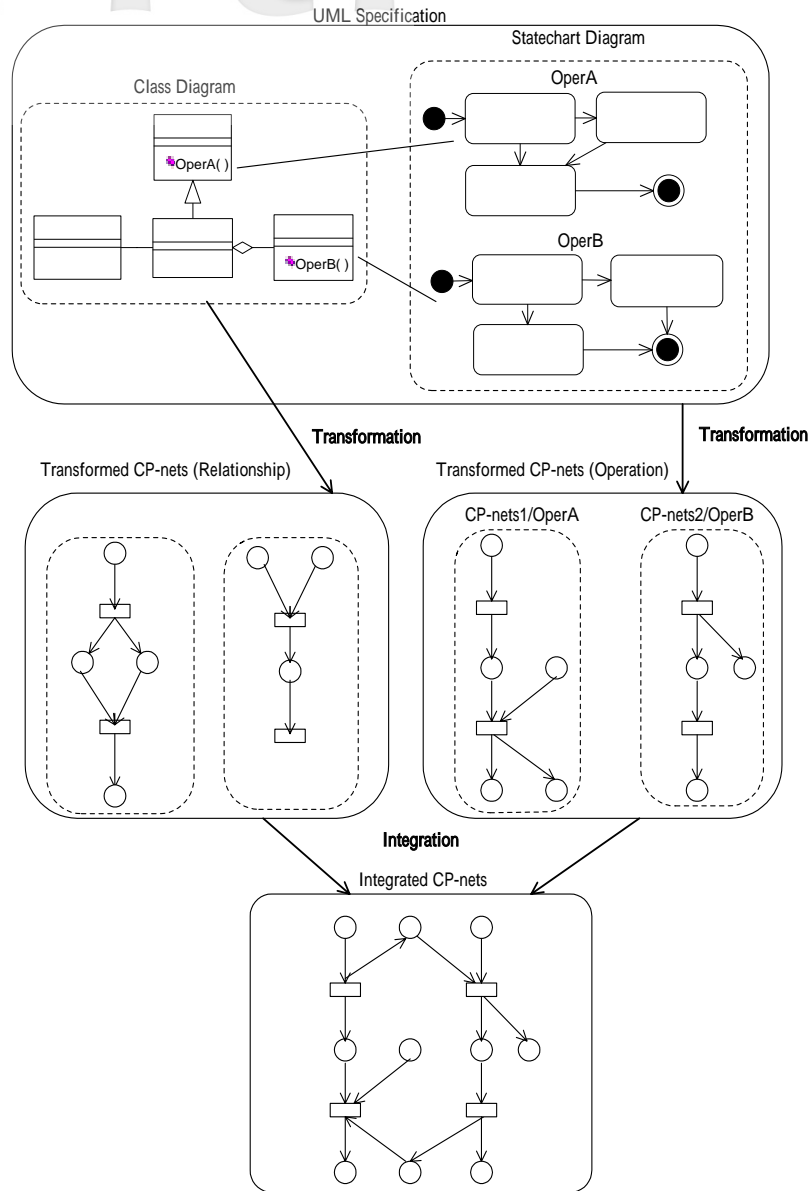 UML Specification
Statechart Diagram
Class Diagram
OperA
OperA( )
OperB
OperB( )
Transformation
Transformation
Transformed CP-nets (Relationship)
Transformed CP-nets (Operation)
CP-nets1/OperA
CP-nets2/OperB
Integration
Integrated CP-nets